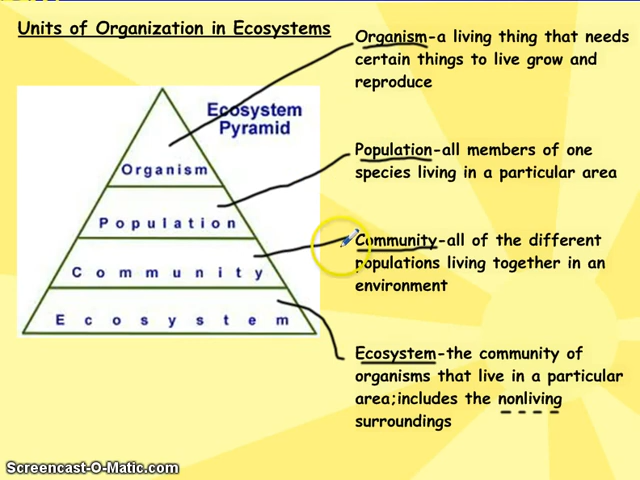 Units of Organization in Ecosystems
Ecosystem
Pyramid
Organism
Population
Community
Ecosystem
Organism-a living thing that needs
certain things to live grow and
reproduce
Population-all members of one
species living in a particular area
Community-all of the different
populations living together in an
environment
Ecosystem-the community of
organisms that live in a particular
area;includes the nonliving
surroundings
Screencast-O-Matic.com